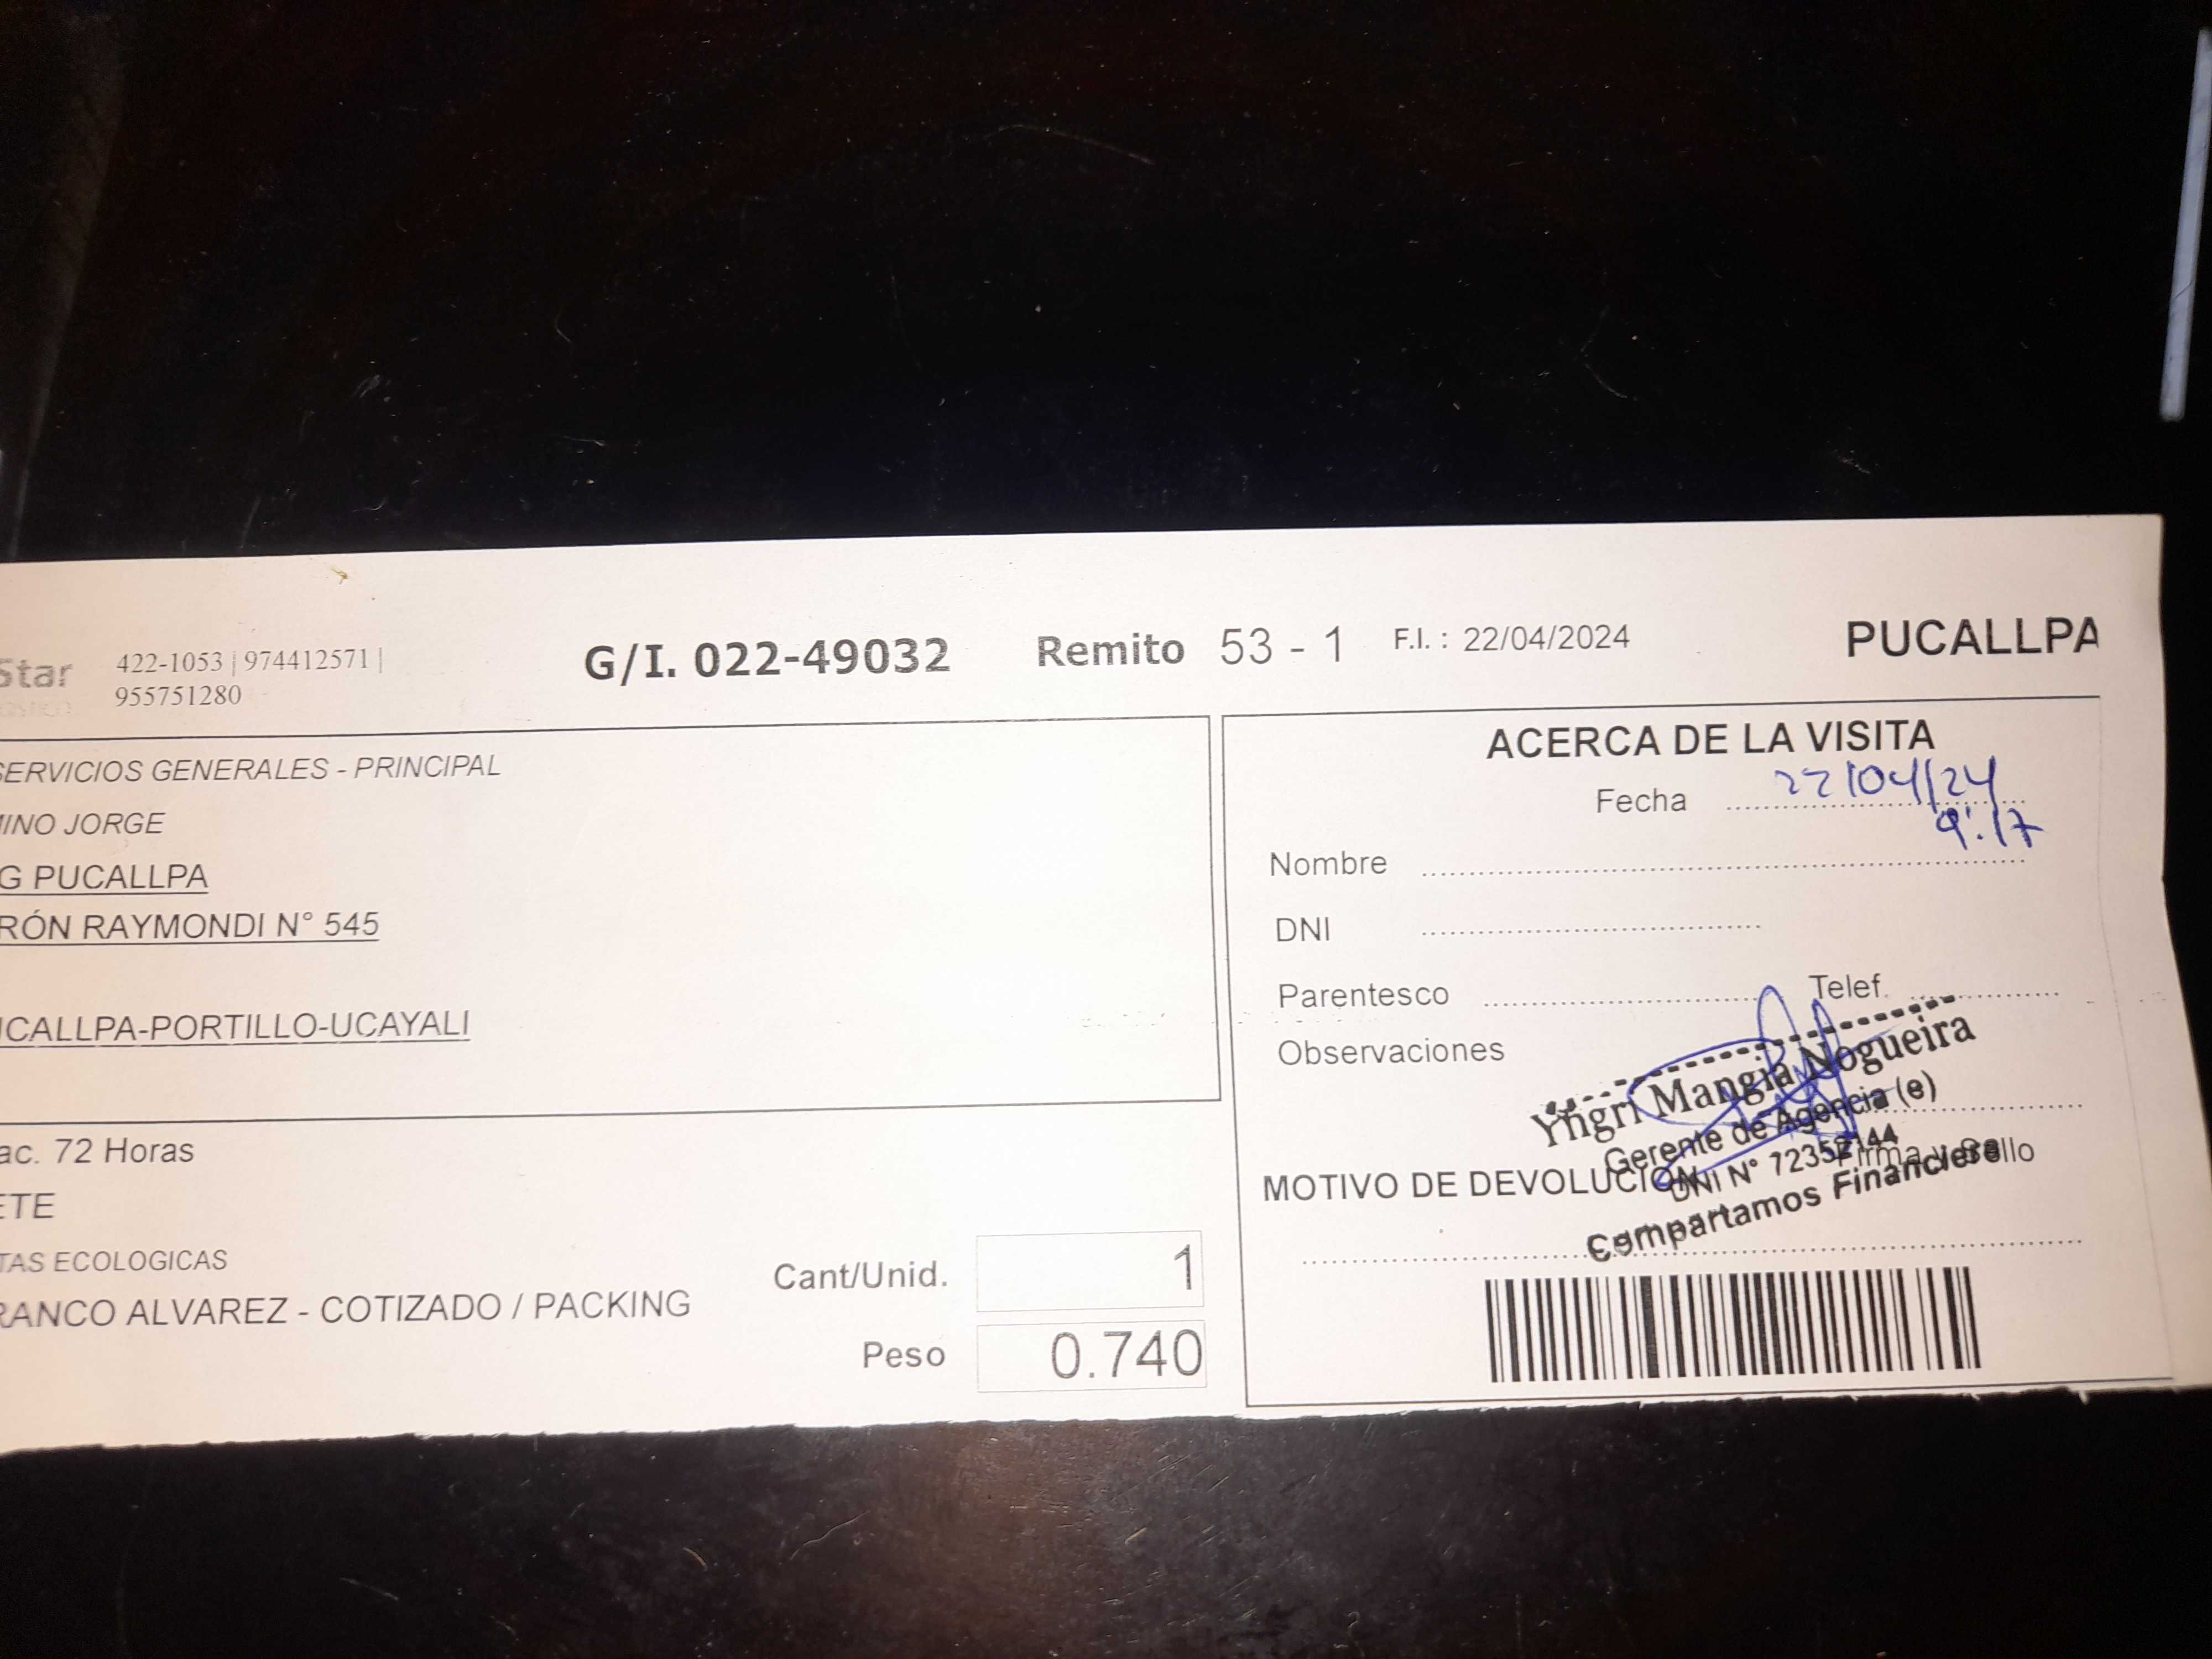 Star 422-1053 | 974412571 |
955751280
G/I. 022-49032 Remito 53 - 1 F.I. : 22/04/2024 PUCALLPA
SERVICIOS GENERALES - PRINCIPAL
INO JORGE
G PUCALLPA
RÓN RAYMONDI N° 545
CALLPA-PORTILLO-UCAYALI
ac. 72 Horas
ETE
TAS ECOLOGICAS
RANCO ALVAREZ - COTIZADO / PACKING
Cant/Unid. 1
Peso 0.740
ACERCA DE LA VISITA
Fecha 22/04/24
9:17
Nombre
DNI
Parentesco Telef.
Observaciones
Yngri Mangia Nogueira
Gerente de Agencia (e)
DNI N° 72357144
Compartamos Financiera
Firma y Sello
MOTIVO DE DEVOLUCIÓN